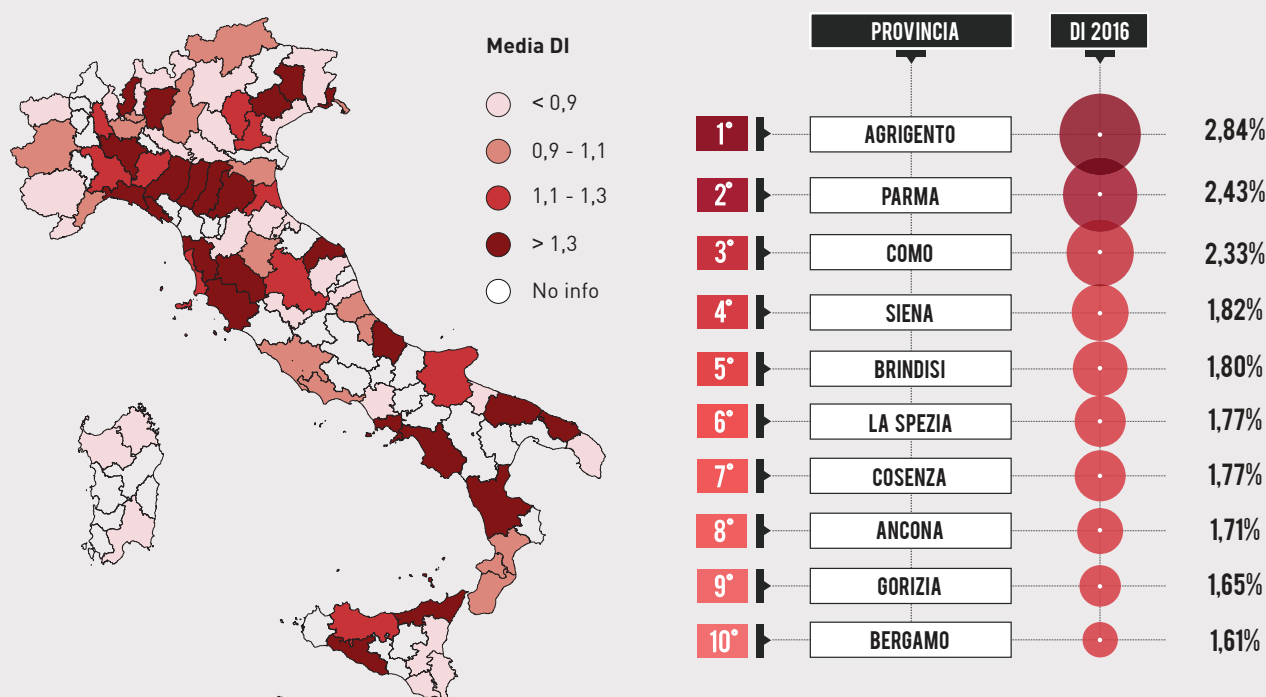 Media DI
< 0,9
0,9 - 1,1
1,1 - 1,3
> 1,3
No info
PROVINCIA DI 2016
1° AGRIGENTO 2,84%
2° PARMA 2,43%
3° COMO 2,33%
4° SIENA 1,82%
5° BRINDISI 1,80%
6° LA SPEZIA 1,77%
7° COSENZA 1,77%
8° ANCONA 1,71%
9° GORIZIA 1,65%
10° BERGAMO 1,61%